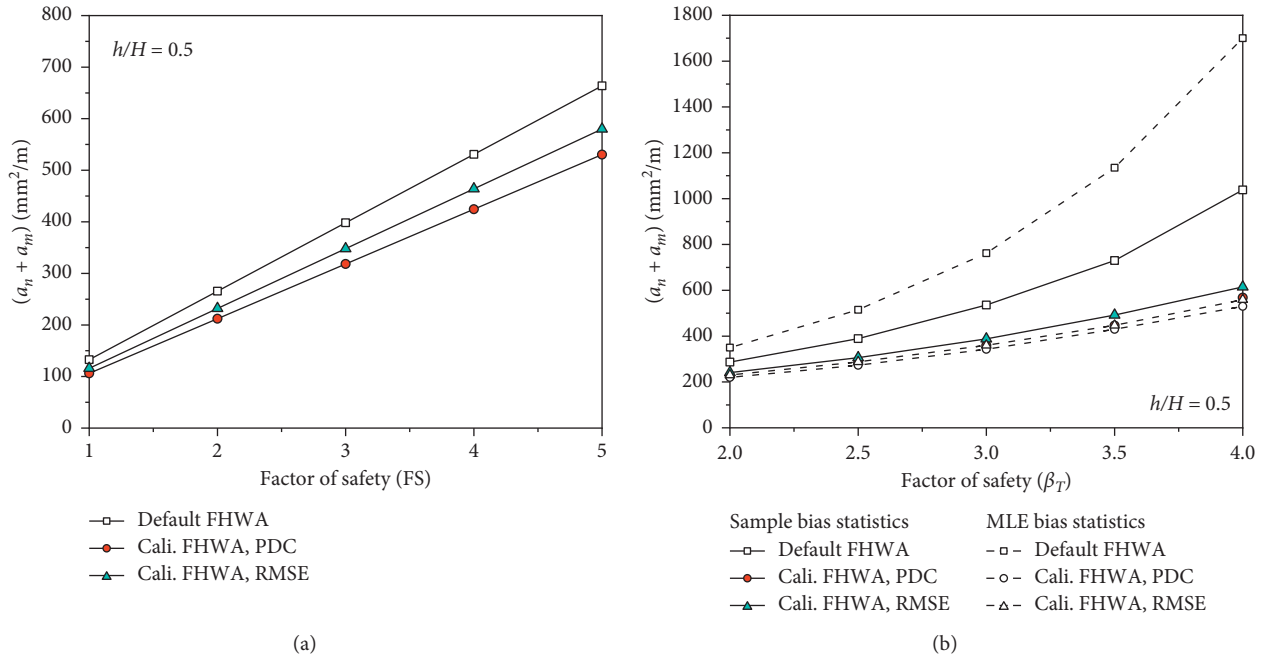 800
700
600
500
400
300
200
100
0
(aₙ + aₘ) (mm²/m)
h/H = 0.5
1 2 3 4 5
Factor of safety (FS)
Default FHWA
Cali. FHWA, PDC
Cali. FHWA, RMSE
(a)
1800
1600
1400
1200
1000
800
600
400
200
0
(aₙ + aₘ) (mm²/m)
h/H = 0.5
2.0 2.5 3.0 3.5 4.0
Factor of safety (β_T)
Sample bias statistics
Default FHWA
Cali. FHWA, PDC
Cali. FHWA, RMSE
MLE bias statistics
Default FHWA
Cali. FHWA, PDC
Cali. FHWA, RMSE
(b)